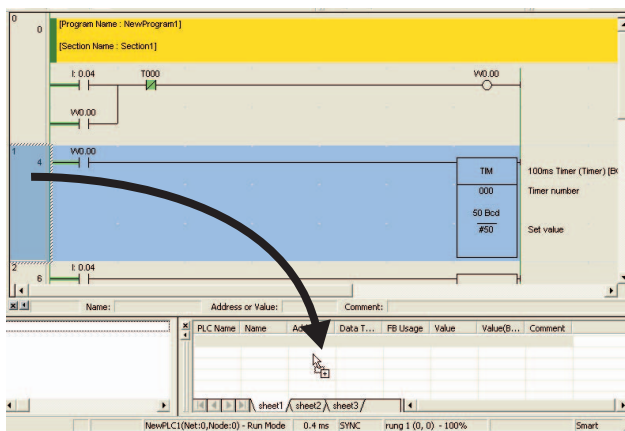 0
0
[Program Name : NewProgram1]
[Section Name : Section1]
I: 0.04
T000
W0.00
W0.00
1
4
W0.00
TIM
100ms Timer (Timer) [B
000
Timer number
50 Bcd
#50
Set value
2
6
I: 0.04
Name:
Address or Value:
Comment:
PLC Name Name Ad Data T... FB Usage Value Value(B... Comment
sheet1 sheet2 sheet3
NewPLC1(Net:0,Node:0) - Run Mode 0.4 ms SYNC rung 1 (0, 0) - 100% Smart